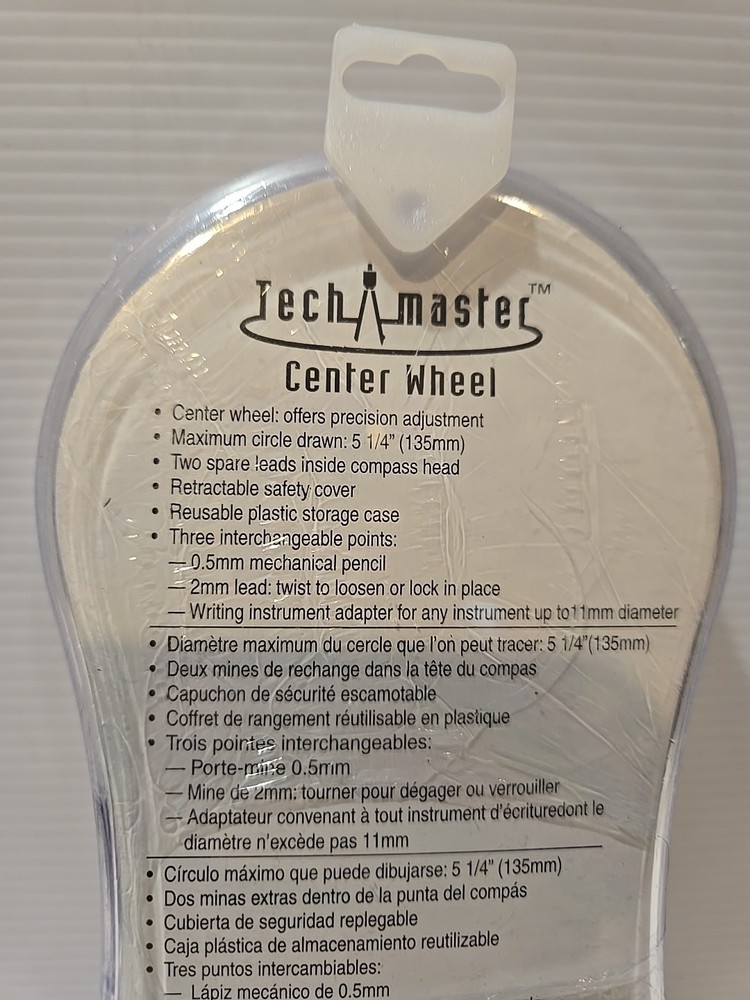 Tech master™
Center Wheel
• Center wheel: offers precision adjustment
• Maximum circle drawn: 5 1/4” (135mm)
• Two spare leads inside compass head
• Retractable safety cover
• Reusable plastic storage case
• Three interchangeable points:
— 0.5mm mechanical pencil
— 2mm lead: twist to loosen or lock in place
— Writing instrument adapter for any instrument up to11mm diameter
• Diamètre maximum du cercle que l'on peut tracer: 5 1/4”(135mm)
• Deux mines de rechange dans la tête du compas
• Capuchon de sécurité escamotable
• Coffret de rangement réutilisable en plastique
• Trois pointes interchangeables:
— Porte-mine 0.5mm
— Mine de 2mm: tourner pour dégager ou verrouiller
— Adaptateur convenant à tout instrument d'écrituredont le
diamètre n'excède pas 11mm
• Círculo máximo que puede dibujarse: 5 1/4” (135mm)
• Dos minas extras dentro de la punta del compás
• Cubierta de seguridad replegable
• Caja plástica de almacenamiento reutilizable
• Tres puntos intercambiables:
— Lápiz mecánico de 0.5mm